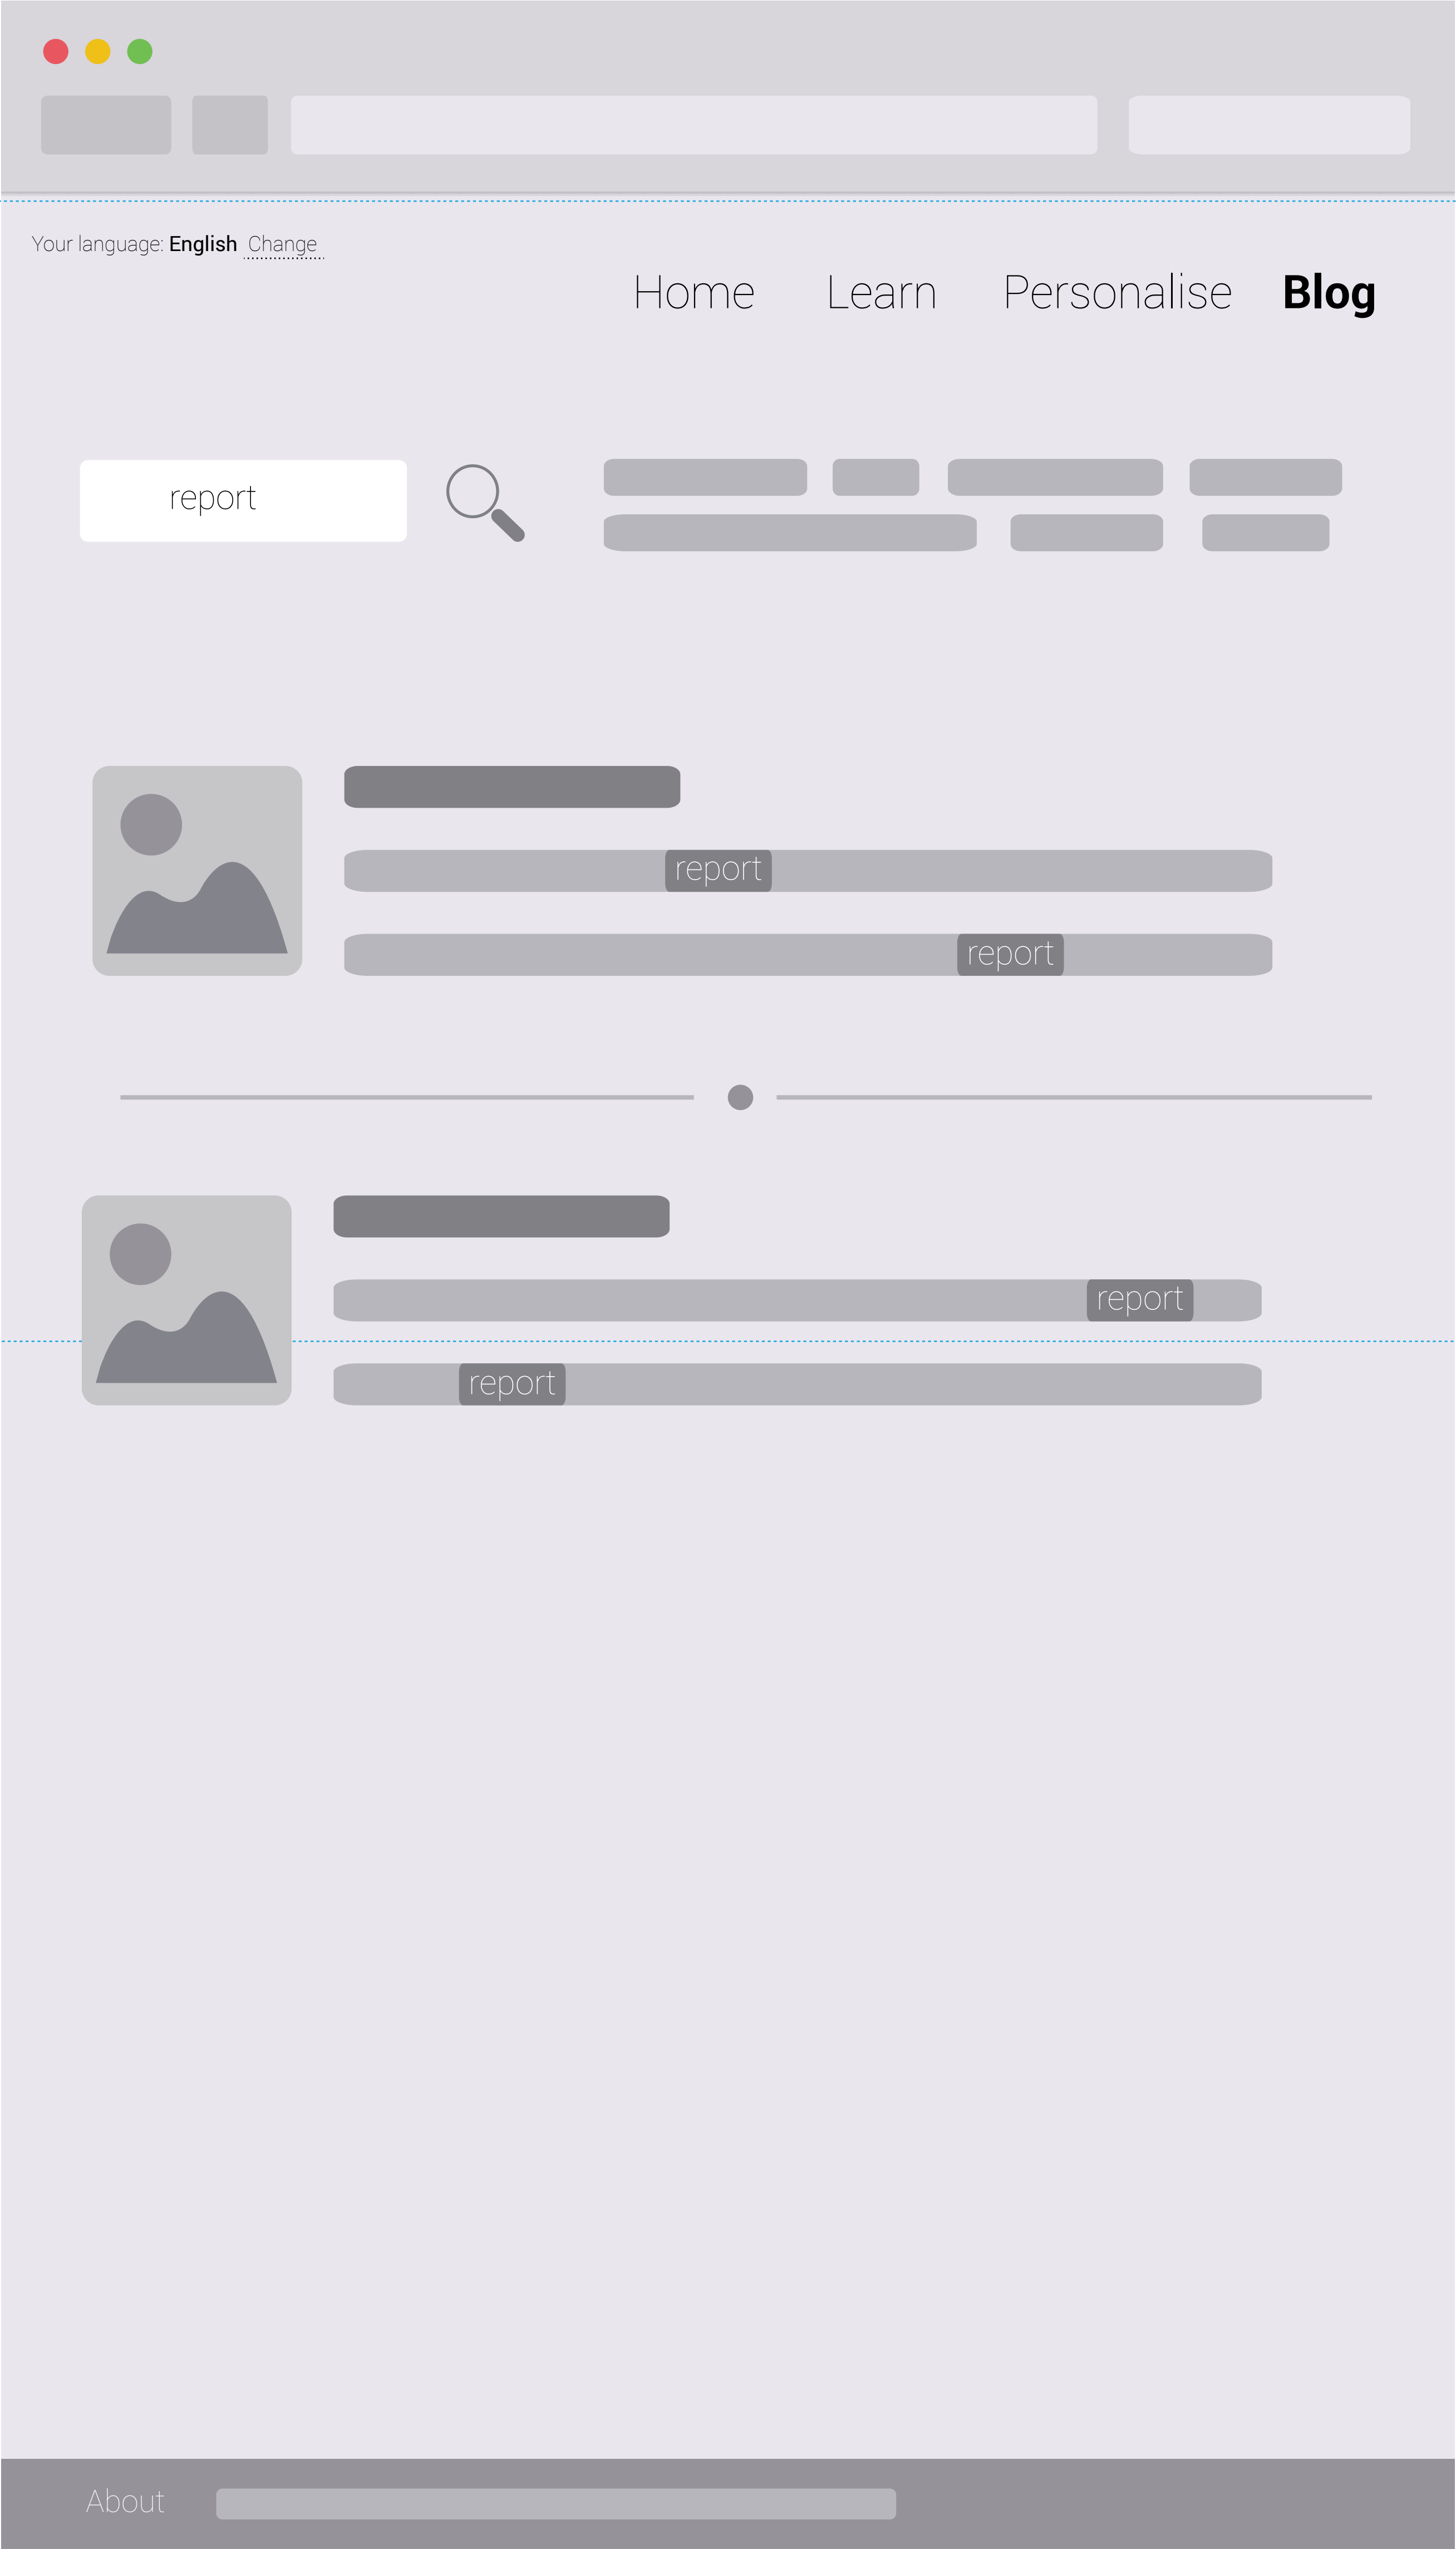 Your language: English Change
Home Learn Personalise Blog
report
report
report
report
report
About